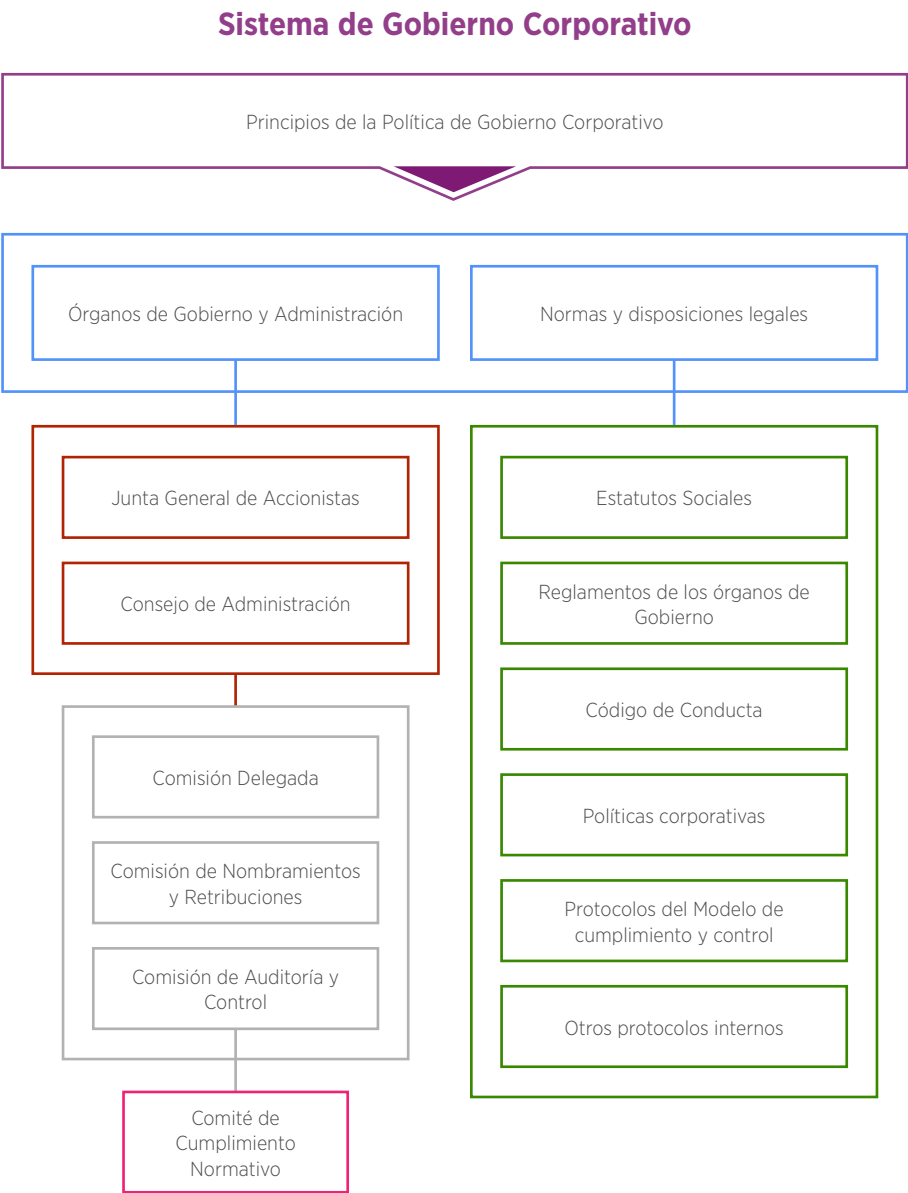 Sistema de Gobierno Corporativo
Principios de la Política de Gobierno Corporativo
Órganos de Gobierno y Administración
Normas y disposiciones legales
Junta General de Accionistas
Consejo de Administración
Comisión Delegada
Comisión de Nombramientos
y Retribuciones
Comisión de Auditoría y
Control
Comité de
Cumplimiento
Normativo
Estatutos Sociales
Reglamentos de los órganos de
Gobierno
Código de Conducta
Políticas corporativas
Protocolos del Modelo de
cumplimiento y control
Otros protocolos internos